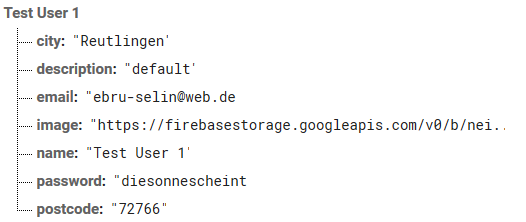 Test User 1
city: "Reutlingen'
description: "default'
email: "ebru-selin@web.de
image: "https://firebasestorage.googleapis.com/v0/b/nei..
name: "Test User 1'
password: "diesonnescheint
postcode: "72766"